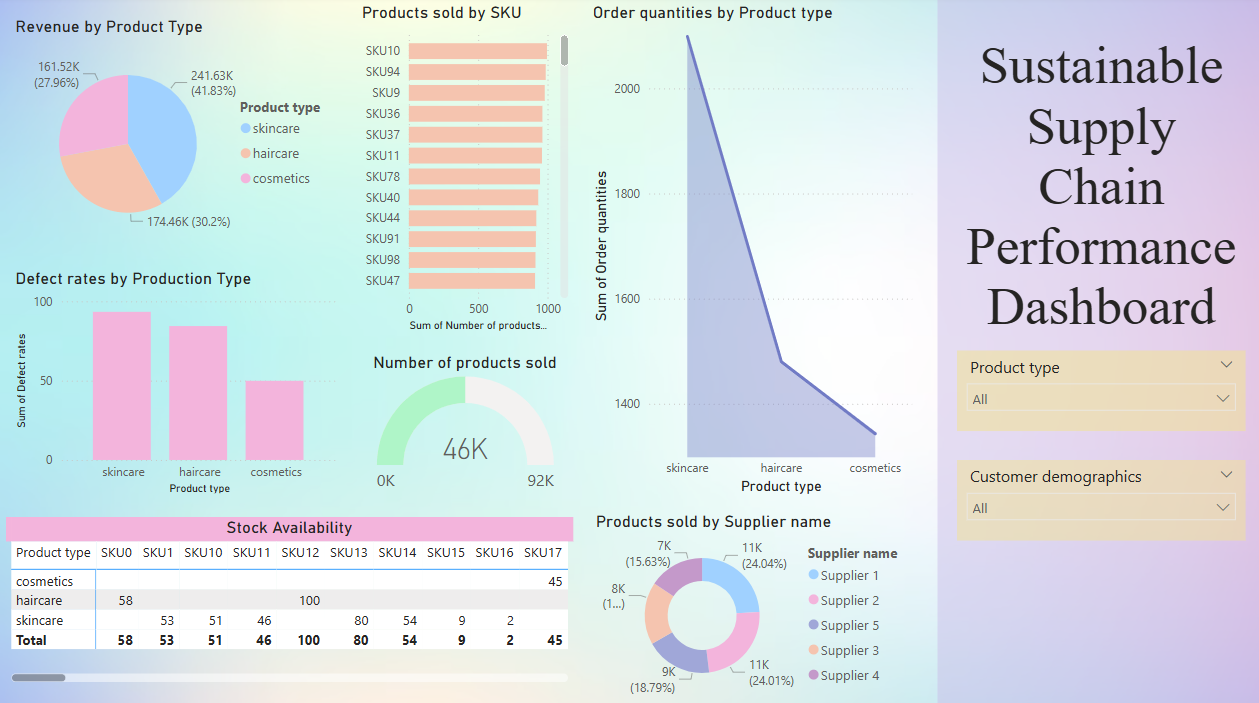 Revenue by Product Type
161.52K
(27.96%)
241.63K
(41.83%)
174.46K (30.2%)
Product type
skincare
haircare
cosmetics
Products sold by SKU
SKU10
SKU94
SKU9
SKU36
SKU37
SKU11
SKU78
SKU40
SKU44
SKU91
SKU98
SKU47
0 500 1000
Sum of Number of products...
Order quantities by Product type
Sum of Order quantities
2000
1800
1600
1400
skincare haircare cosmetics
Product type
Sustainable
Supply
Chain
Performance
Dashboard
Product type
All
Customer demographics
All
Defect rates by Production Type
Sum of Defect rates
100
50
0
skincare haircare cosmetics
Product type
Number of products sold
46K
0K 92K
Stock Availability
Product type SKU0 SKU1 SKU10 SKU11 SKU12 SKU13 SKU14 SKU15 SKU16 SKU17
cosmetics 45
haircare 58 100
skincare 53 51 46 80 54 9 2
Total 58 53 51 46 100 80 54 9 2 45
Products sold by Supplier name
7K
(15.63%)
11K
(24.04%)
8K
(1...)
9K
(18.79%)
11K
(24.01%)
Supplier name
Supplier 1
Supplier 2
Supplier 5
Supplier 3
Supplier 4